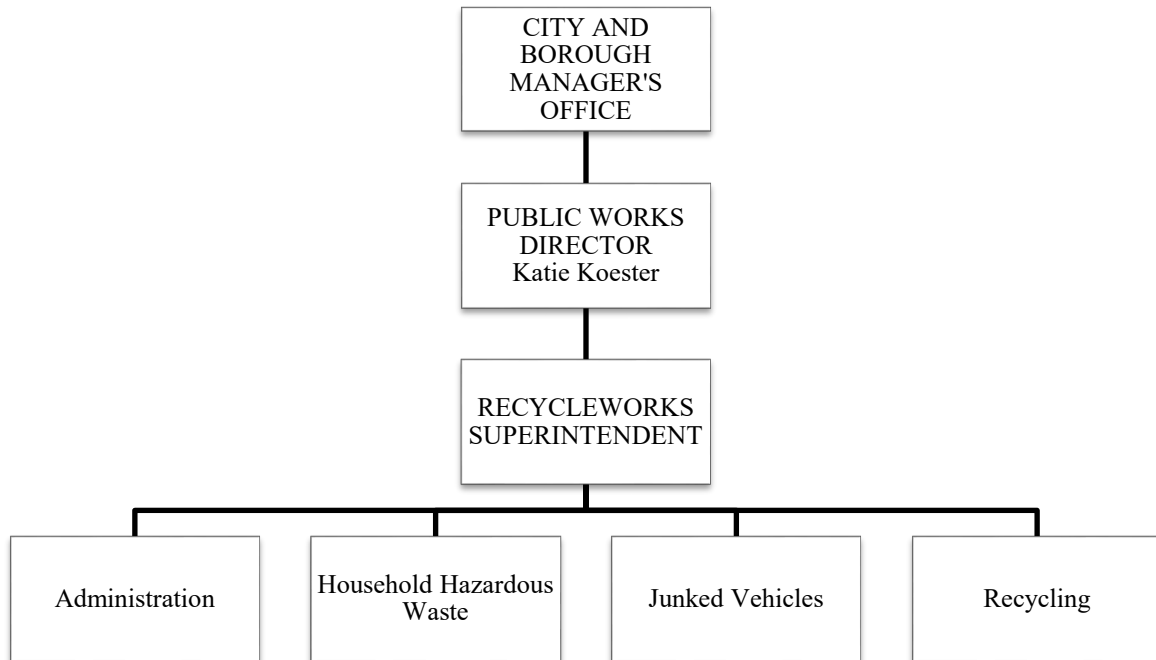 CITY AND
BOROUGH
MANAGER'S
OFFICE
PUBLIC WORKS
DIRECTOR
Katie Koester
RECYCLEWORKS
SUPERINTENDENT
Administration
Household Hazardous
Waste
Junked Vehicles
Recycling